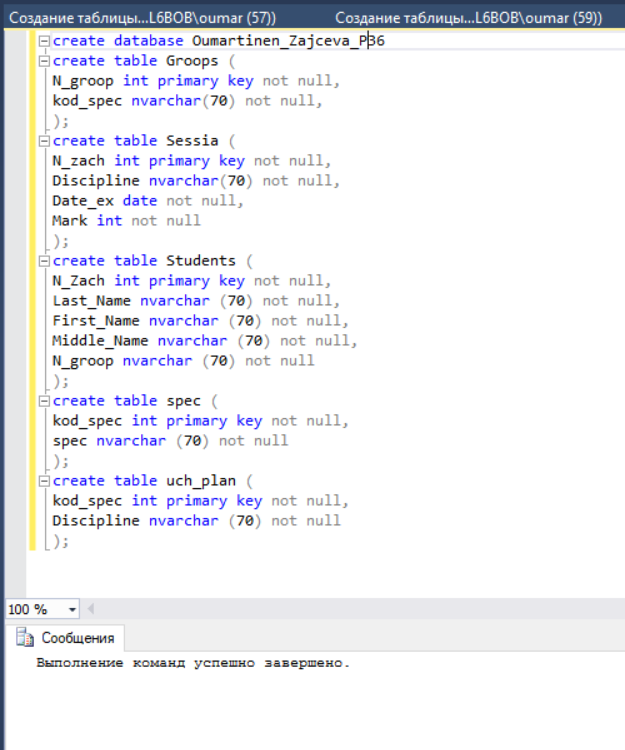 Создание таблицы...L6BOB\oumar (57)) Создание таблицы...L6BOB\oumar (59))
create database Oumartinen_Zajceva_P36
create table Groops (
N_groop int primary key not null,
kod_spec nvarchar(70) not null,
);
create table Sessia (
N_zach int primary key not null,
Discipline nvarchar(70) not null,
Date_ex date not null,
Mark int not null
);
create table Students (
N_Zach int primary key not null,
Last_Name nvarchar (70) not null,
First_Name nvarchar (70) not null,
Middle_Name nvarchar (70) not null,
N_groop nvarchar (70) not null
);
create table spec (
kod_spec int primary key not null,
spec nvarchar (70) not null
);
create table uch_plan (
kod_spec int primary key not null,
Discipline nvarchar (70) not null
);
100 %
Сообщения
Выполнение команд успешно завершено.